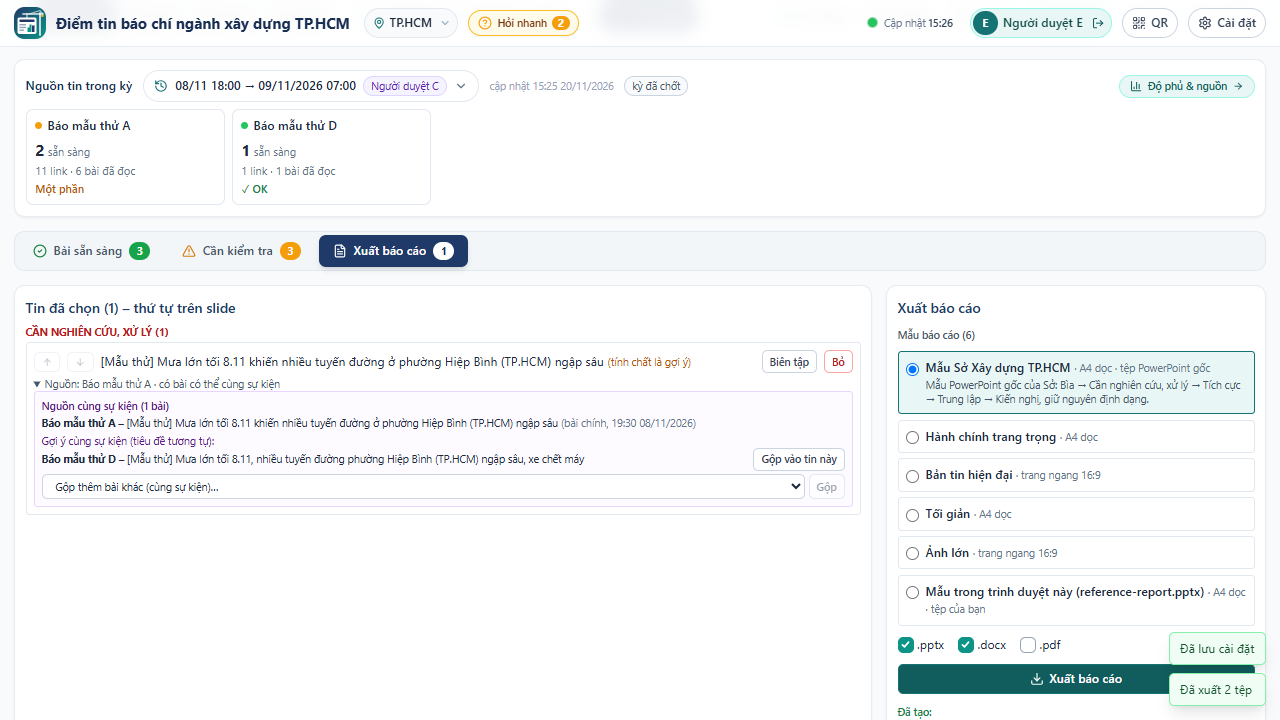 Điểm tin báo chí ngành xây dựng TP.HCM
TP.HCM
Hỏi nhanh 2
Cập nhật 15:26
E Người duyệt E
QR
Cài đặt
Nguồn tin trong kỳ
08/11 18:00 → 09/11/2026 07:00 Người duyệt C
cập nhật 15:25 20/11/2026
kỳ đã chốt
Độ phủ & nguồn →
Báo mẫu thử A
2 sẵn sàng
11 link · 6 bài đã đọc
Một phần
Báo mẫu thử D
1 sẵn sàng
1 link · 1 bài đã đọc
✓ OK
Bài sẵn sàng 3
Cần kiểm tra 3
Xuất báo cáo 1
Tin đã chọn (1) – thứ tự trên slide
CẦN NGHIÊN CỨU, XỬ LÝ (1)
↑ ↓ [Mẫu thử] Mưa lớn tối 8.11 khiến nhiều tuyến đường ở phường Hiệp Bình (TP.HCM) ngập sâu (tính chất là gợi ý) Biên tập Bỏ
▼ Nguồn: Báo mẫu thử A · có bài có thể cùng sự kiện
Nguồn cùng sự kiện (1 bài)
Báo mẫu thử A – [Mẫu thử] Mưa lớn tối 8.11 khiến nhiều tuyến đường ở phường Hiệp Bình (TP.HCM) ngập sâu (bài chính, 19:30 08/11/2026)
Gợi ý cùng sự kiện (tiêu đề tương tự):
Báo mẫu thử D – [Mẫu thử] Mưa lớn tối 8.11, nhiều tuyến đường phường Hiệp Bình (TP.HCM) ngập sâu, xe chết máy Gộp vào tin này
Gộp thêm bài khác (cùng sự kiện)... Gộp
Xuất báo cáo
Mẫu báo cáo (6)
Mẫu Sở Xây dựng TP.HCM · A4 dọc · tệp PowerPoint gốc
Mẫu PowerPoint gốc của Sở: Bìa → Cần nghiên cứu, xử lý → Tích cực
→ Trung lập → Kiến nghị, giữ nguyên định dạng.
Hành chính trang trọng · A4 dọc
Bản tin hiện đại · trang ngang 16:9
Tối giản · A4 dọc
Ảnh lớn · trang ngang 16:9
Mẫu trong trình duyệt này (reference-report.pptx) · A4 dọc
· tệp của bạn
.pptx .docx .pdf
Đã lưu cài đặt
Xuất báo cáo
Đã xuất 2 tệp
Đã tạo: